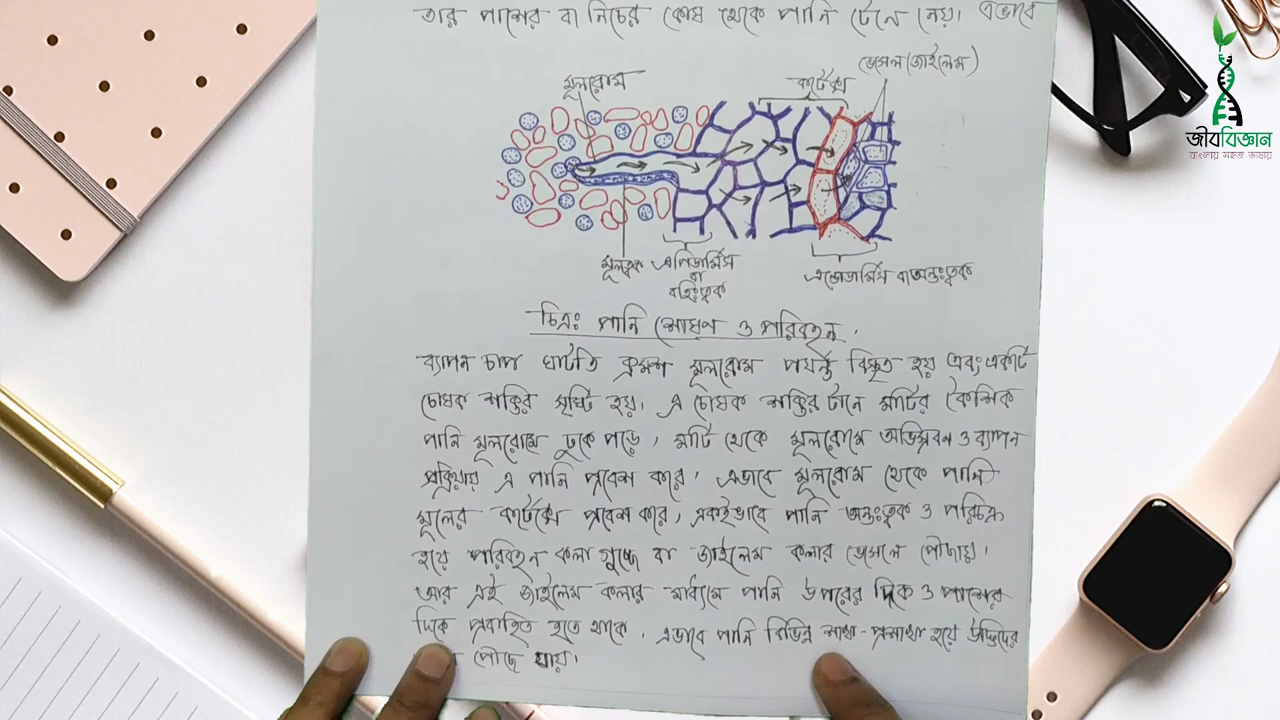 তার পাশের বা নিচের কোষ থেকে পানি টেনে নেয়। এভাবে
ভেসেল(জাইলেম)
মূলরোম
কর্টেক্স
জীববিজ্ঞান
বাংলায় সহজ ভাষায়
মূলত্বক
এপিডার্মিস
বা
বহিঃত্বক
এন্ডোডার্মিস বা অন্তঃত্বক
চিত্রঃ পানি শোষণ ও পরিবহন।
ব্যাপন চাপ ঘাটতি ক্রমশ মূলরোম পর্যন্ত বিস্তৃত হয় এবং একটি
চোষক শক্তির সৃষ্টি হয়। এ চোষক শক্তির টানে মাটির কৈশিক
পানি মূলরোমে ঢুকে পড়ে। মাটি থেকে মূলরোমে অভিস্রবণ ও ব্যাপন
প্রক্রিয়ায় এ পানি প্রবেশ করে। এভাবে মূলরোম থেকে পানি
মূলের কর্টেক্সে প্রবেশ করে। একইভাবে পানি অন্তঃত্বক ও পরিচক্র
হয়ে পরিবহন কলা গুচ্ছে বা জাইলেম কলার ভেসেলে পৌঁছায়।
আর এই জাইলেম কলার মাধ্যমে পানি উপরের দিকে ও পাশের
দিকে প্রবাহিত হতে থাকে। এভাবে পানি বিভিন্ন শাখা-প্রশাখা হয়ে উদ্ভিদের
পৌঁছে যায়।